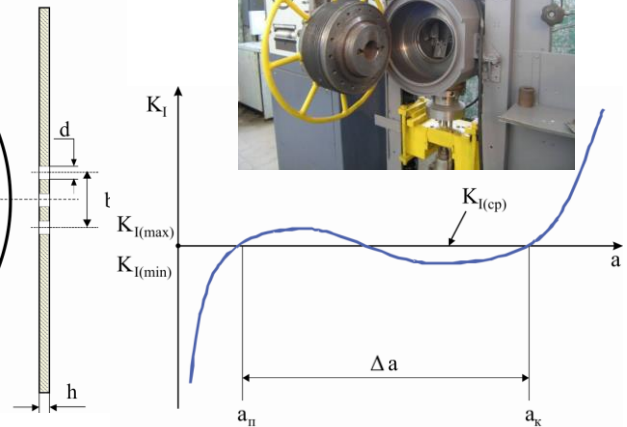 d
h
K_I
K_I(max)
K_I(min)
K_I(cp)
a
Δ a
a_п
a_к